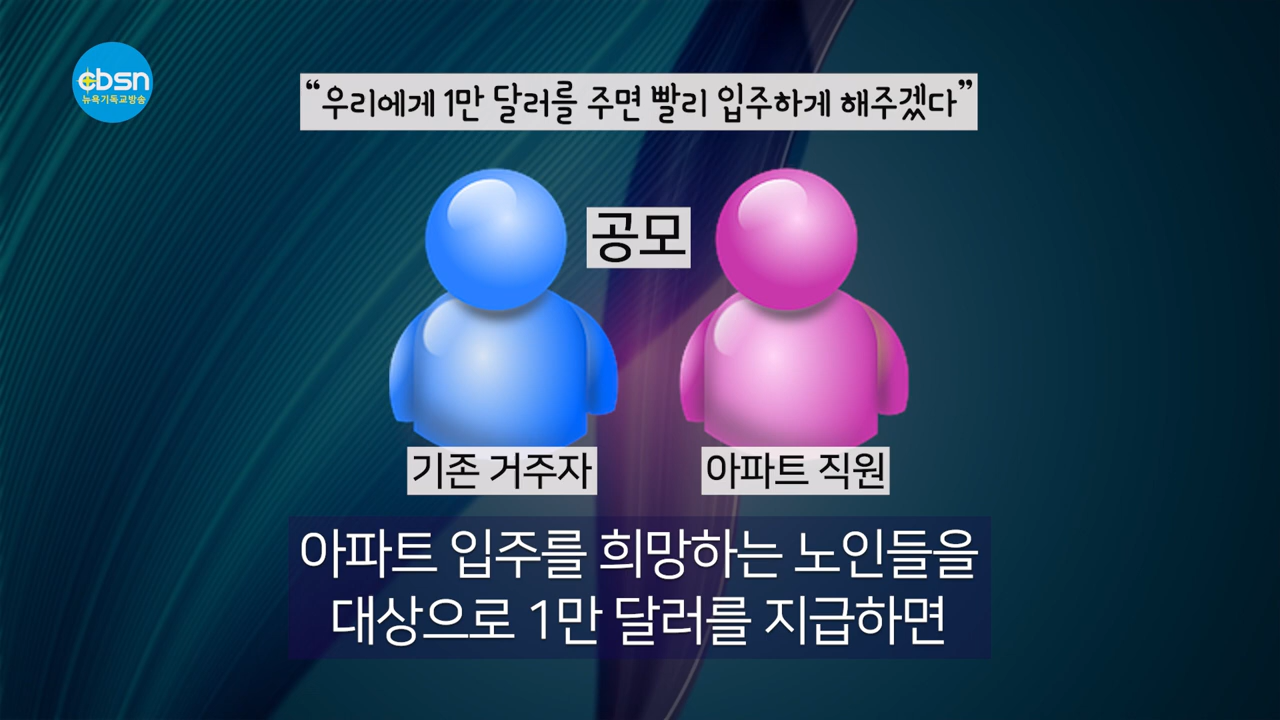 cbsn
뉴욕기독교방송
“우리에게 1만 달러를 주면 빨리 입주하게 해주겠다”
공모
기존 거주자
아파트 직원
아파트 입주를 희망하는 노인들을
대상으로 1만 달러를 지급하면